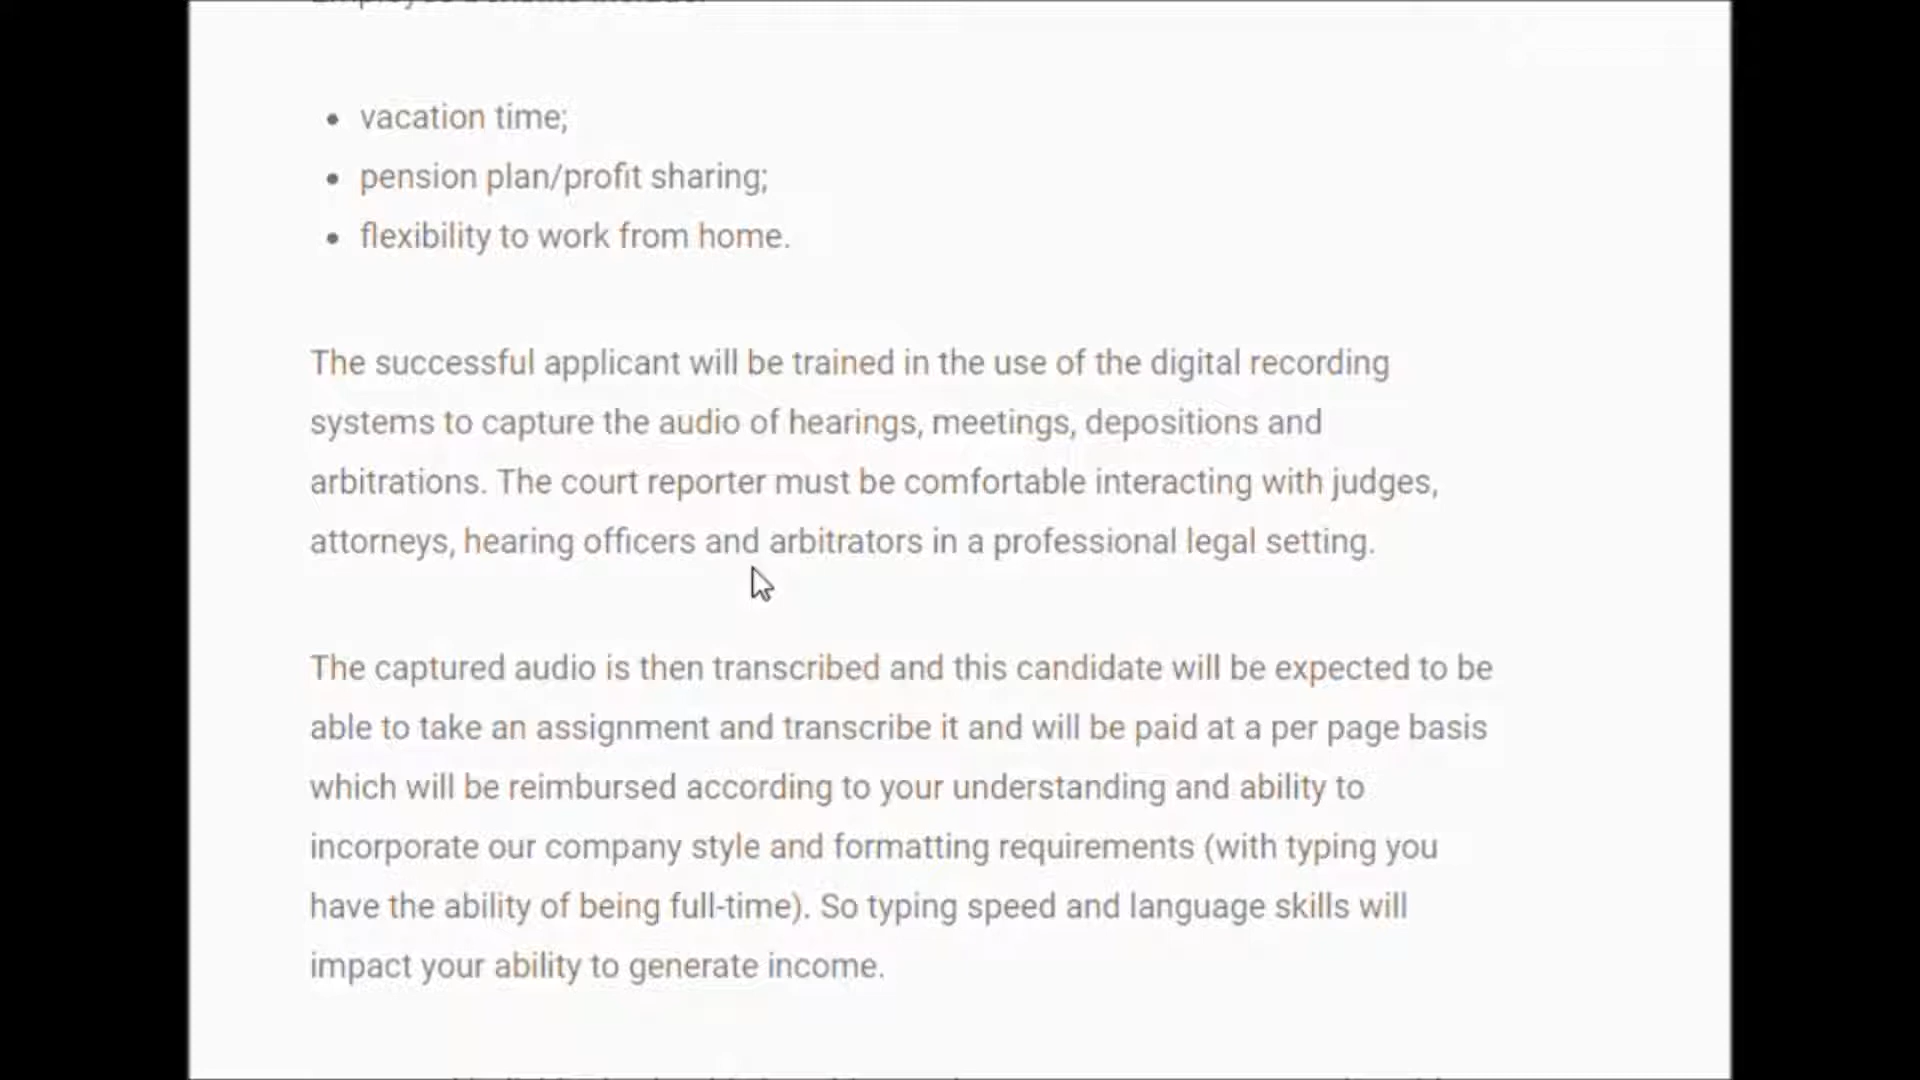 vacation time;
pension plan/profit sharing;
flexibility to work from home.
The successful applicant will be trained in the use of the digital recording
systems to capture the audio of hearings, meetings, depositions and
arbitrations. The court reporter must be comfortable interacting with judges,
attorneys, hearing officers and arbitrators in a professional legal setting.
The captured audio is then transcribed and this candidate will be expected to be
able to take an assignment and transcribe it and will be paid at a per page basis
which will be reimbursed according to your understanding and ability to
incorporate our company style and formatting requirements (with typing you
have the ability of being full-time). So typing speed and language skills will
impact your ability to generate income.